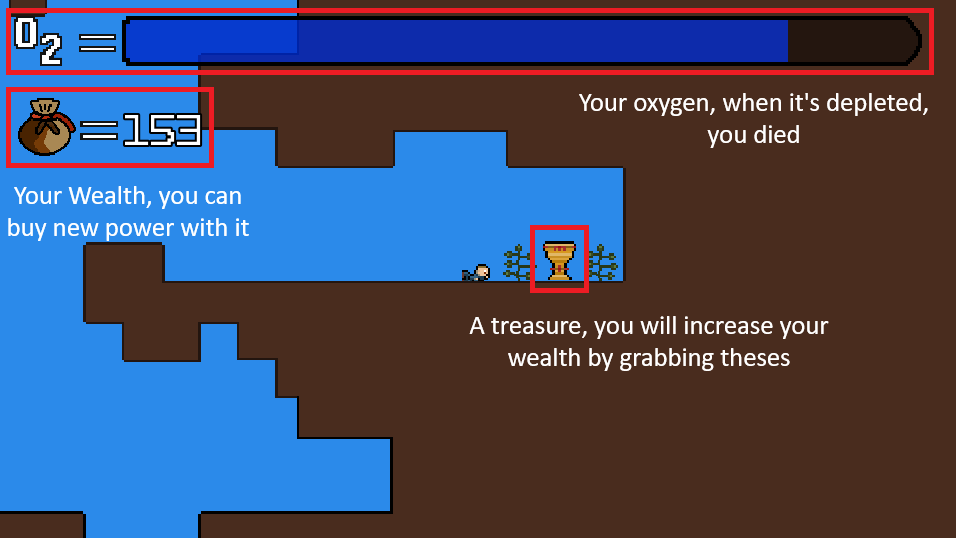 O2 =
= 153
Your oxygen, when it's depleted,
you died
Your Wealth, you can
buy new power with it
A treasure, you will increase your
wealth by grabbing theses